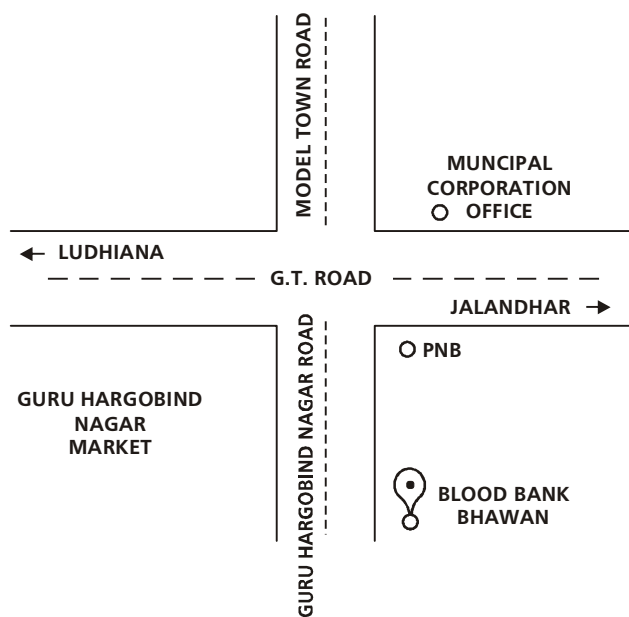 MODEL TOWN ROAD
MUNCIPAL
CORPORATION
OFFICE
LUDHIANA
G.T. ROAD
JALANDHAR
PNB
GURU HARGOBIND
NAGAR
MARKET
GURU HARGOBIND NAGAR ROAD
BLOOD BANK
BHAWAN